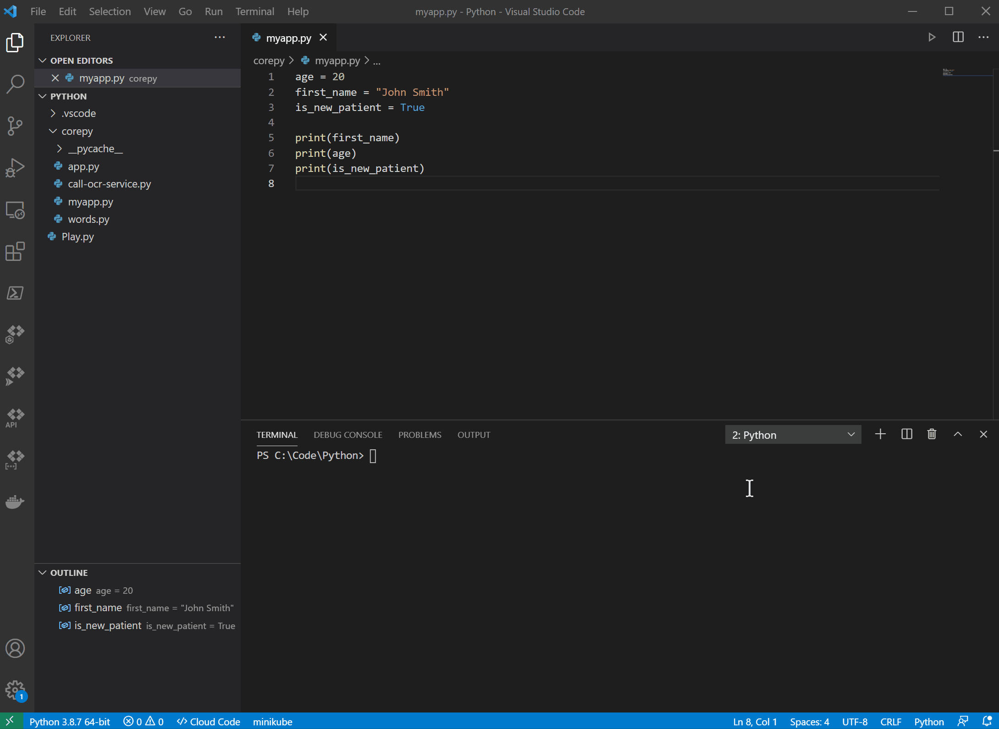 File Edit Selection View Go Run Terminal Help
myapp.py - Python - Visual Studio Code
EXPLORER
OPEN EDITORS
myapp.py corepy
PYTHON
.vscode
corepy
__pycache__
app.py
call-ocr-service.py
myapp.py
words.py
Play.py
OUTLINE
age age = 20
first_name first_name = "John Smith"
is_new_patient is_new_patient = True
API
[***]
1
myapp.py
corepy > myapp.py > ...
1 age = 20
2 first_name = "John Smith"
3 is_new_patient = True
4
5 print(first_name)
6 print(age)
7 print(is_new_patient)
8
TERMINAL DEBUG CONSOLE PROBLEMS OUTPUT
2: Python
PS C:\Code\Python>
Python 3.8.7 64-bit 0 0 </> Cloud Code minikube
Ln 8, Col 1 Spaces: 4 UTF-8 CRLF Python